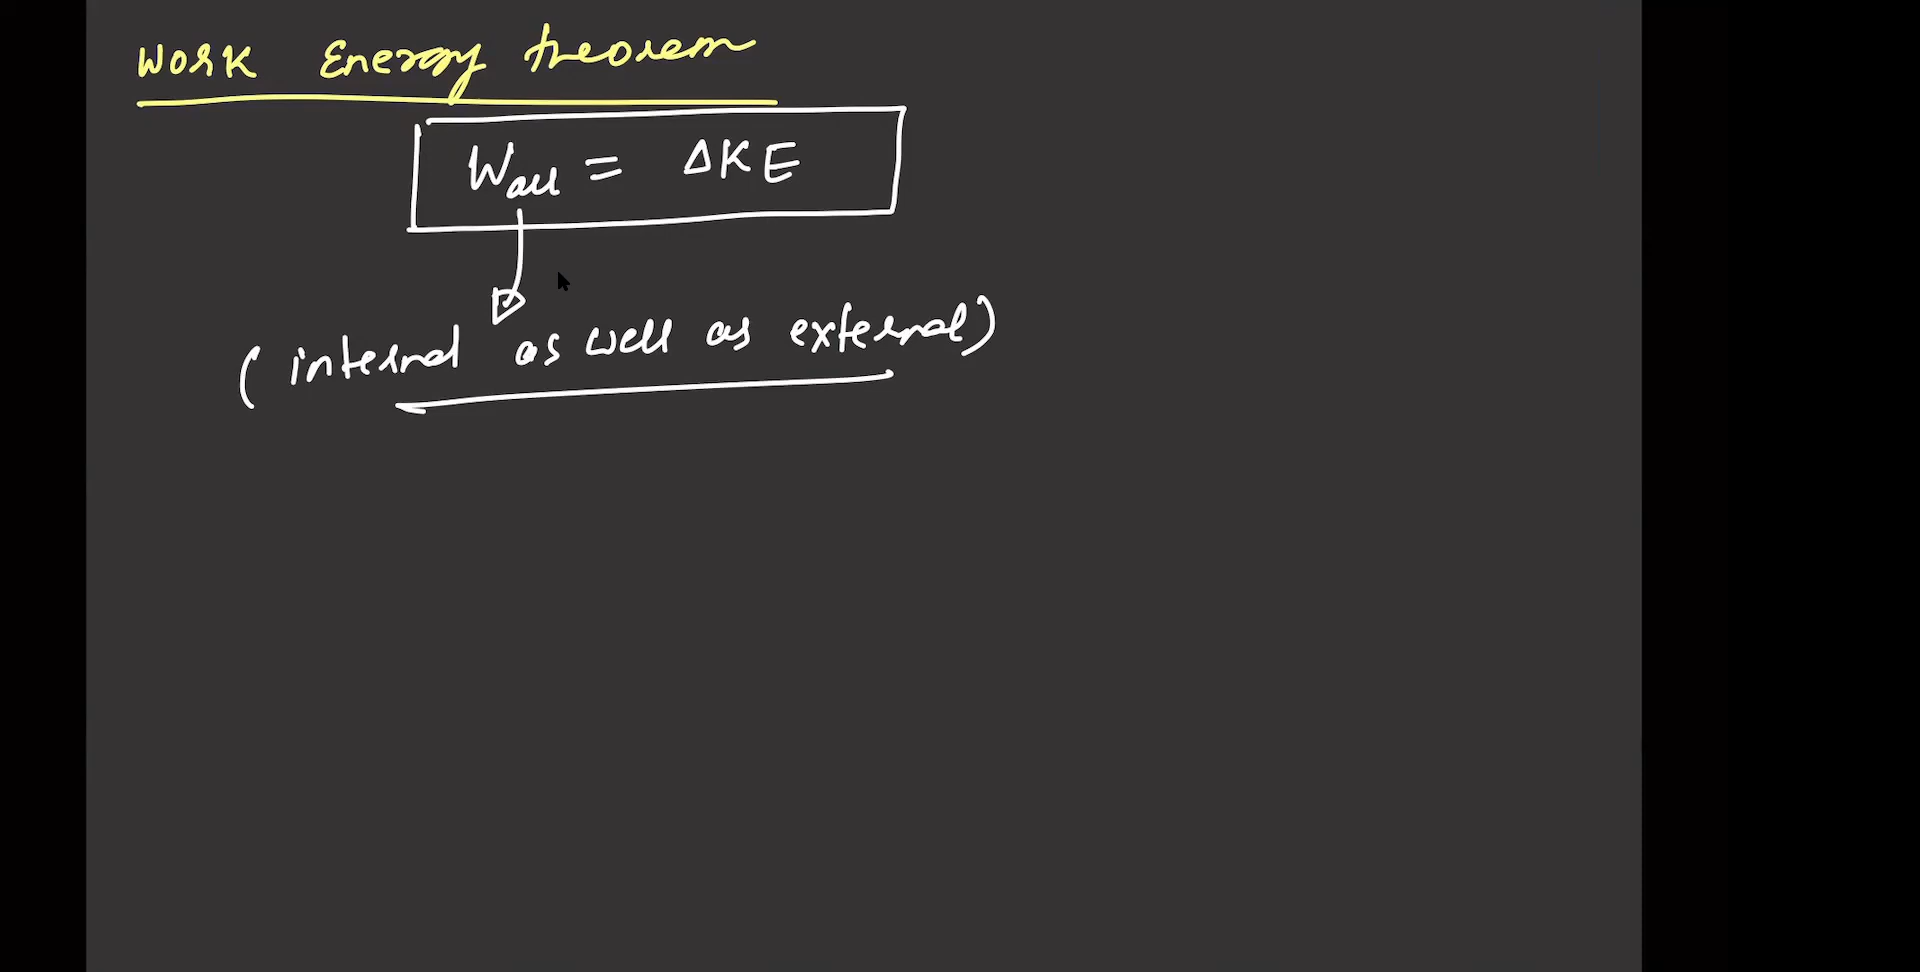 Work Energy theorem
Wall = ΔKE
(internal as well as external)